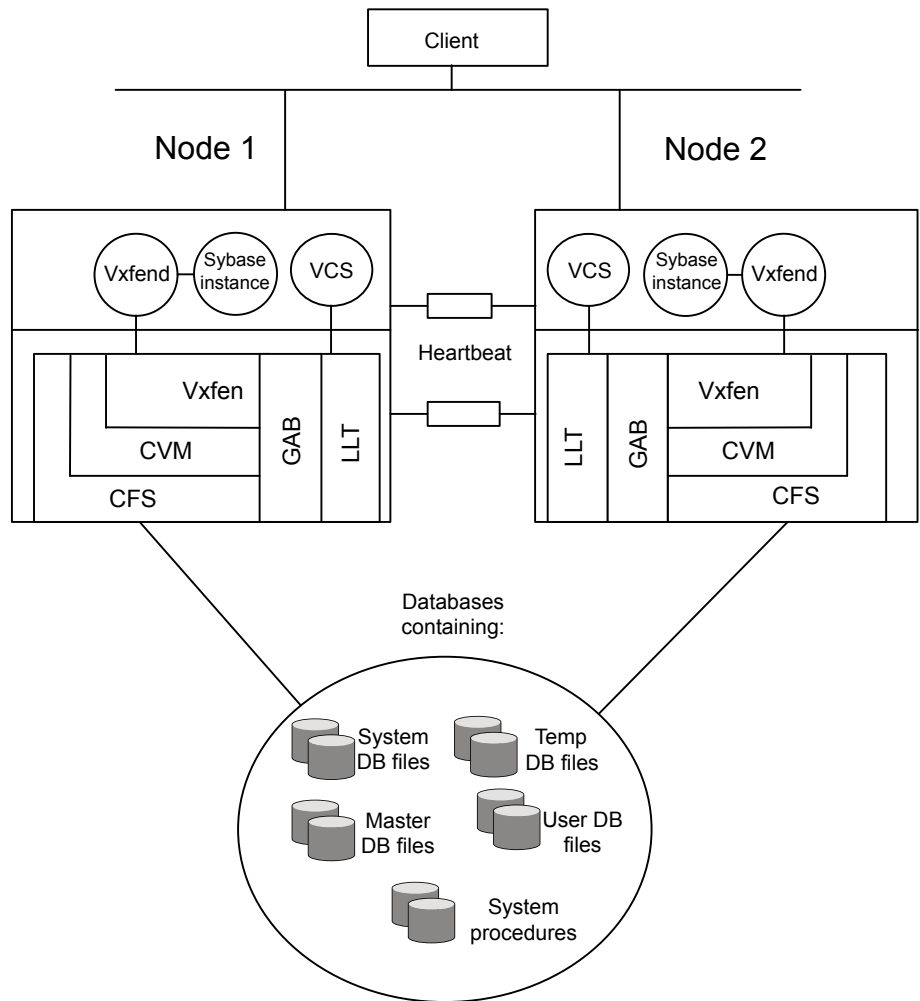 Client
Node 1
Node 2
Vxfend
Sybase
instance
VCS
VCS
Sybase
instance
Vxfend
Heartbeat
Vxfen
GAB
LLT
CVM
CFS
LLT
GAB
Vxfen
CVM
CFS
Databases
containing:
System
DB files
Temp
DB files
Master
DB files
User DB
files
System
procedures